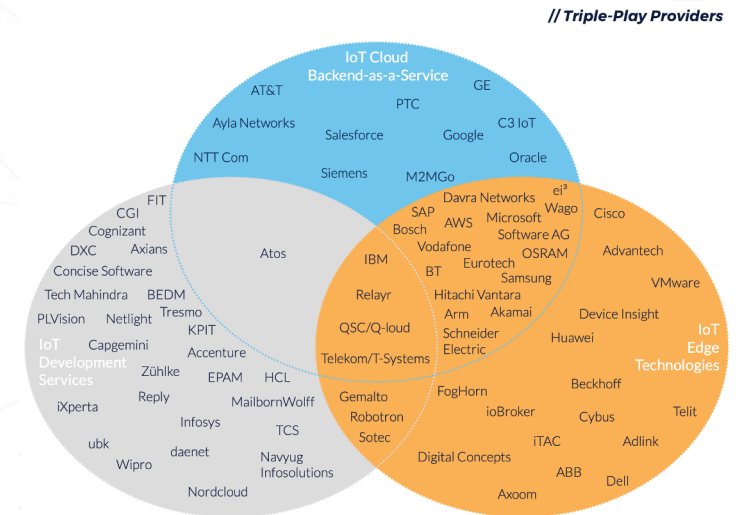 // Triple-Play Providers
IoT Cloud
Backend-as-a-Service
AT&T
GE
PTC
Ayla Networks
C3 IoT
Salesforce
Google
NTT Com
Oracle
Siemens
M2MGo
FIT
CGI
Cognizant
DXC
Axians
Concise Software
Tech Mahindra
BEDM
Tresmo
PLVision
Netlight
KPIT
IoT
Development
Services
Capgemini
Accenture
Zühlke
EPAM
HCL
iXperta
Reply
MailbornWolff
Infosys
TCS
ubk
daenet
Wipro
Navyug
Infosolutions
Nordcloud
Atos
IBM
Relayr
QSC/Q-loud
Telekom/T-Systems
Gemalto
Robotron
Sotec
ei³
Davra Networks
Wago
SAP
Microsoft
AWS
Bosch
Software AG
Vodafone
OSRAM
Eurotech
BT
Samsung
Hitachi Vantara
Arm
Akamai
Schneider
Electric
Cisco
Advantech
VMware
Device Insight
Huawei
IoT
Edge
Technologies
Beckhoff
FogHorn
ioBroker
Cybus
Telit
iTAC
Adlink
Digital Concepts
ABB
Dell
Axoom